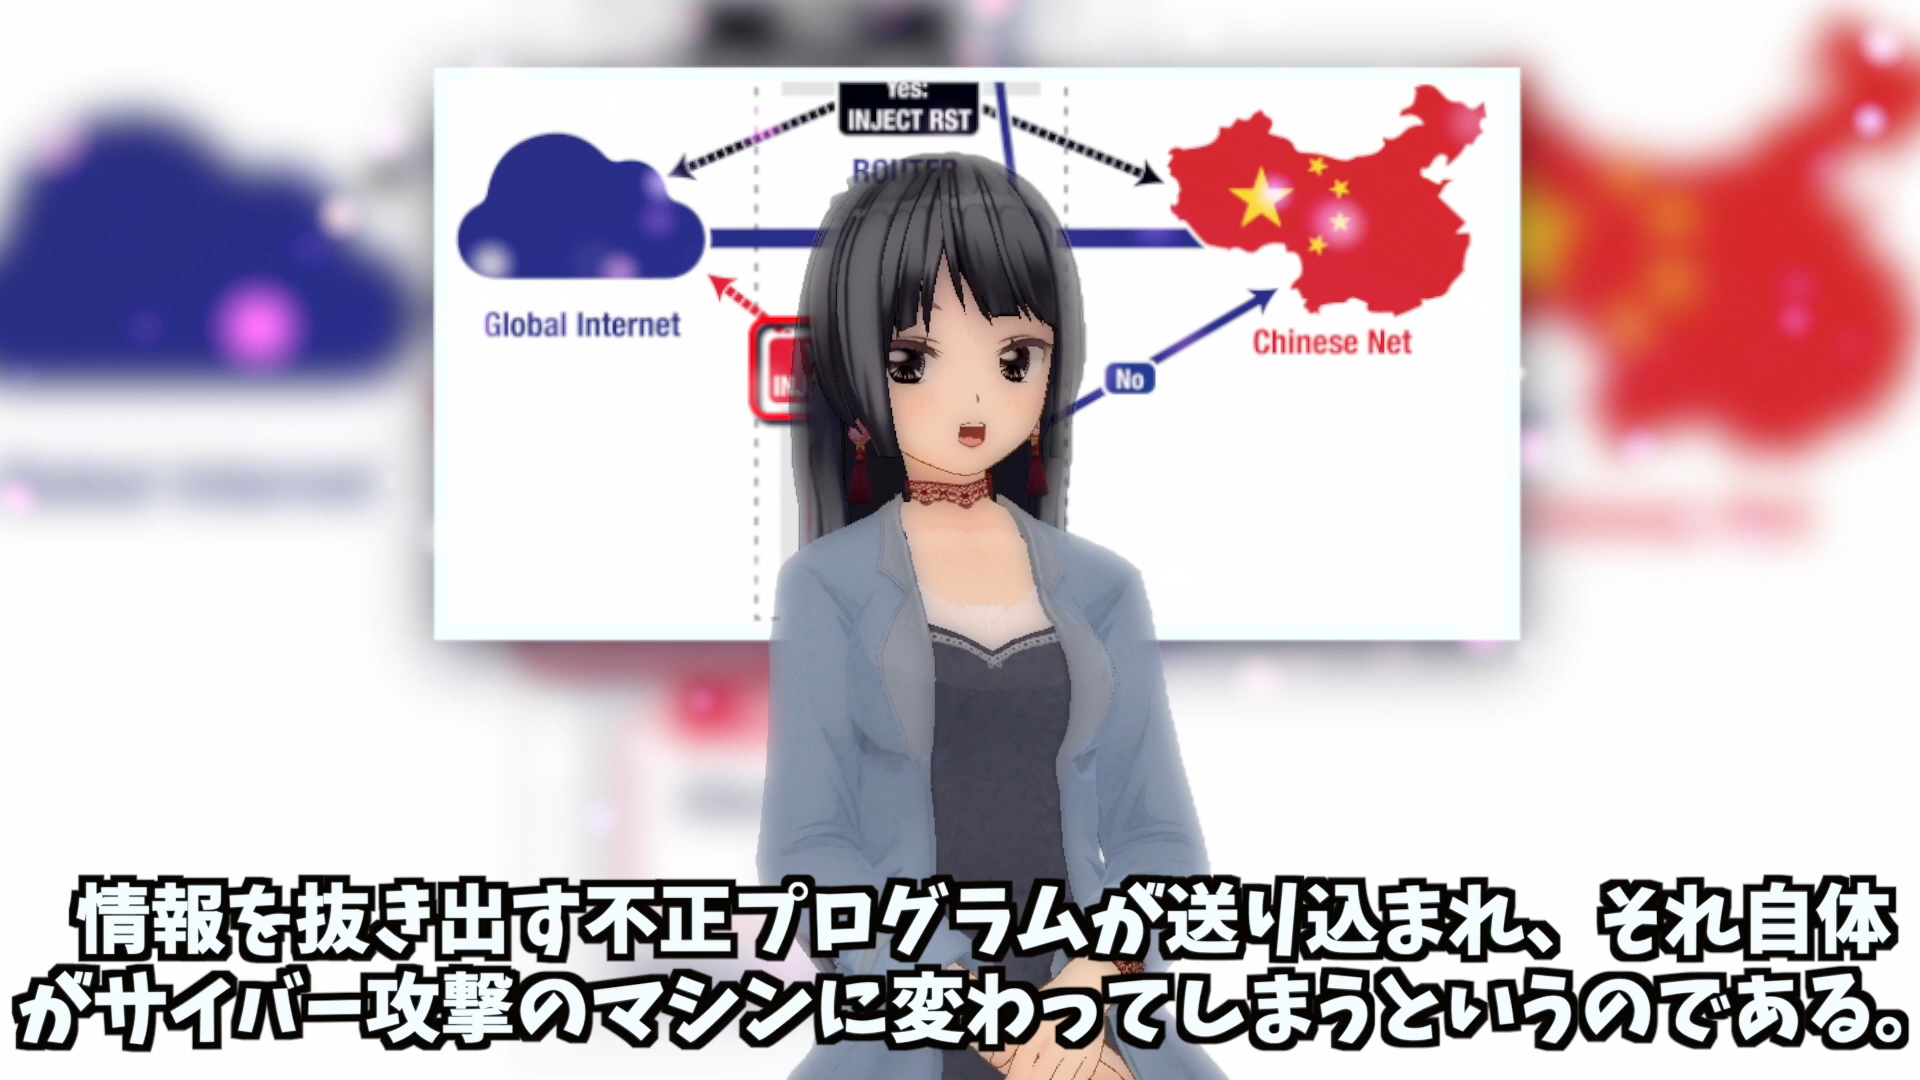 Yes:
INJECT RST
ROUTER
Global Internet
Chinese Net
No
情報を抜き出す不正プログラムが送り込まれ、それ自体
がサイバー攻撃のマシンに変わってしまうというのである。